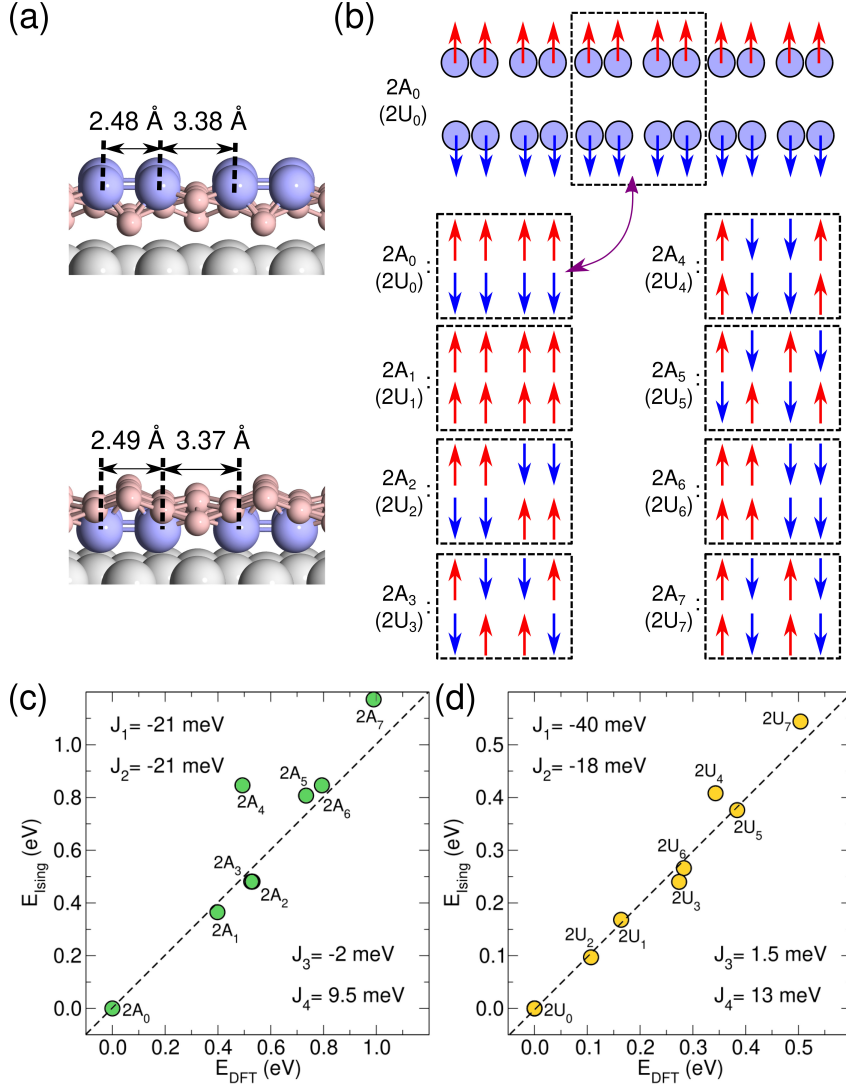 (a)
2.48 Å 3.38 Å
2.49 Å 3.37 Å
(b)
2A₀
(2U₀)
2A₀
(2U₀) :
2A₁
(2U₁) :
2A₂
(2U₂) :
2A₃
(2U₃) :
2A₄
(2U₄) :
2A₅
(2U₅) :
2A₆
(2U₆) :
2A₇
(2U₇) :
(c)
J₁= -21 meV
J₂= -21 meV
2A₇
2A₅
2A₄
2A₆
2A₃
2A₂
2A₁
2A₀
J₃= -2 meV
J₄= 9.5 meV
E_Ising (eV)
1.0
0.8
0.6
0.4
0.2
0.0
0.0 0.2 0.4 0.6 0.8 1.0
E_DFT (eV)
(d)
J₁= -40 meV
J₂= -18 meV
2U₇
2U₄
2U₅
2U₆
2U₃
2U₂
2U₁
2U₀
J₃= 1.5 meV
J₄= 13 meV
E_Ising (eV)
0.5
0.4
0.3
0.2
0.1
0.0
0.0 0.1 0.2 0.3 0.4 0.5
E_DFT (eV)